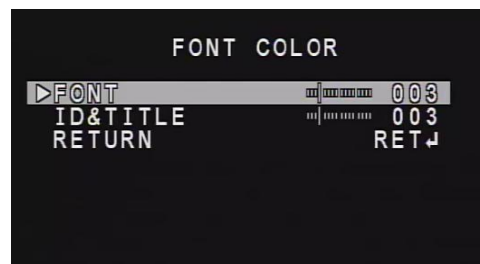 FONT COLOR
▷FONT 003
ID&TITLE 003
RETURN RET↲